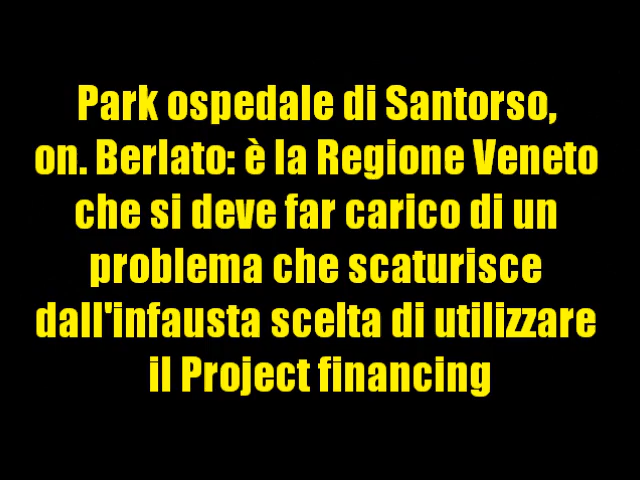 Park ospedale di Santorso,
on. Berlato: è la Regione Veneto
che si deve far carico di un
problema che scaturisce
dall'infausta scelta di utilizzare
il Project financing